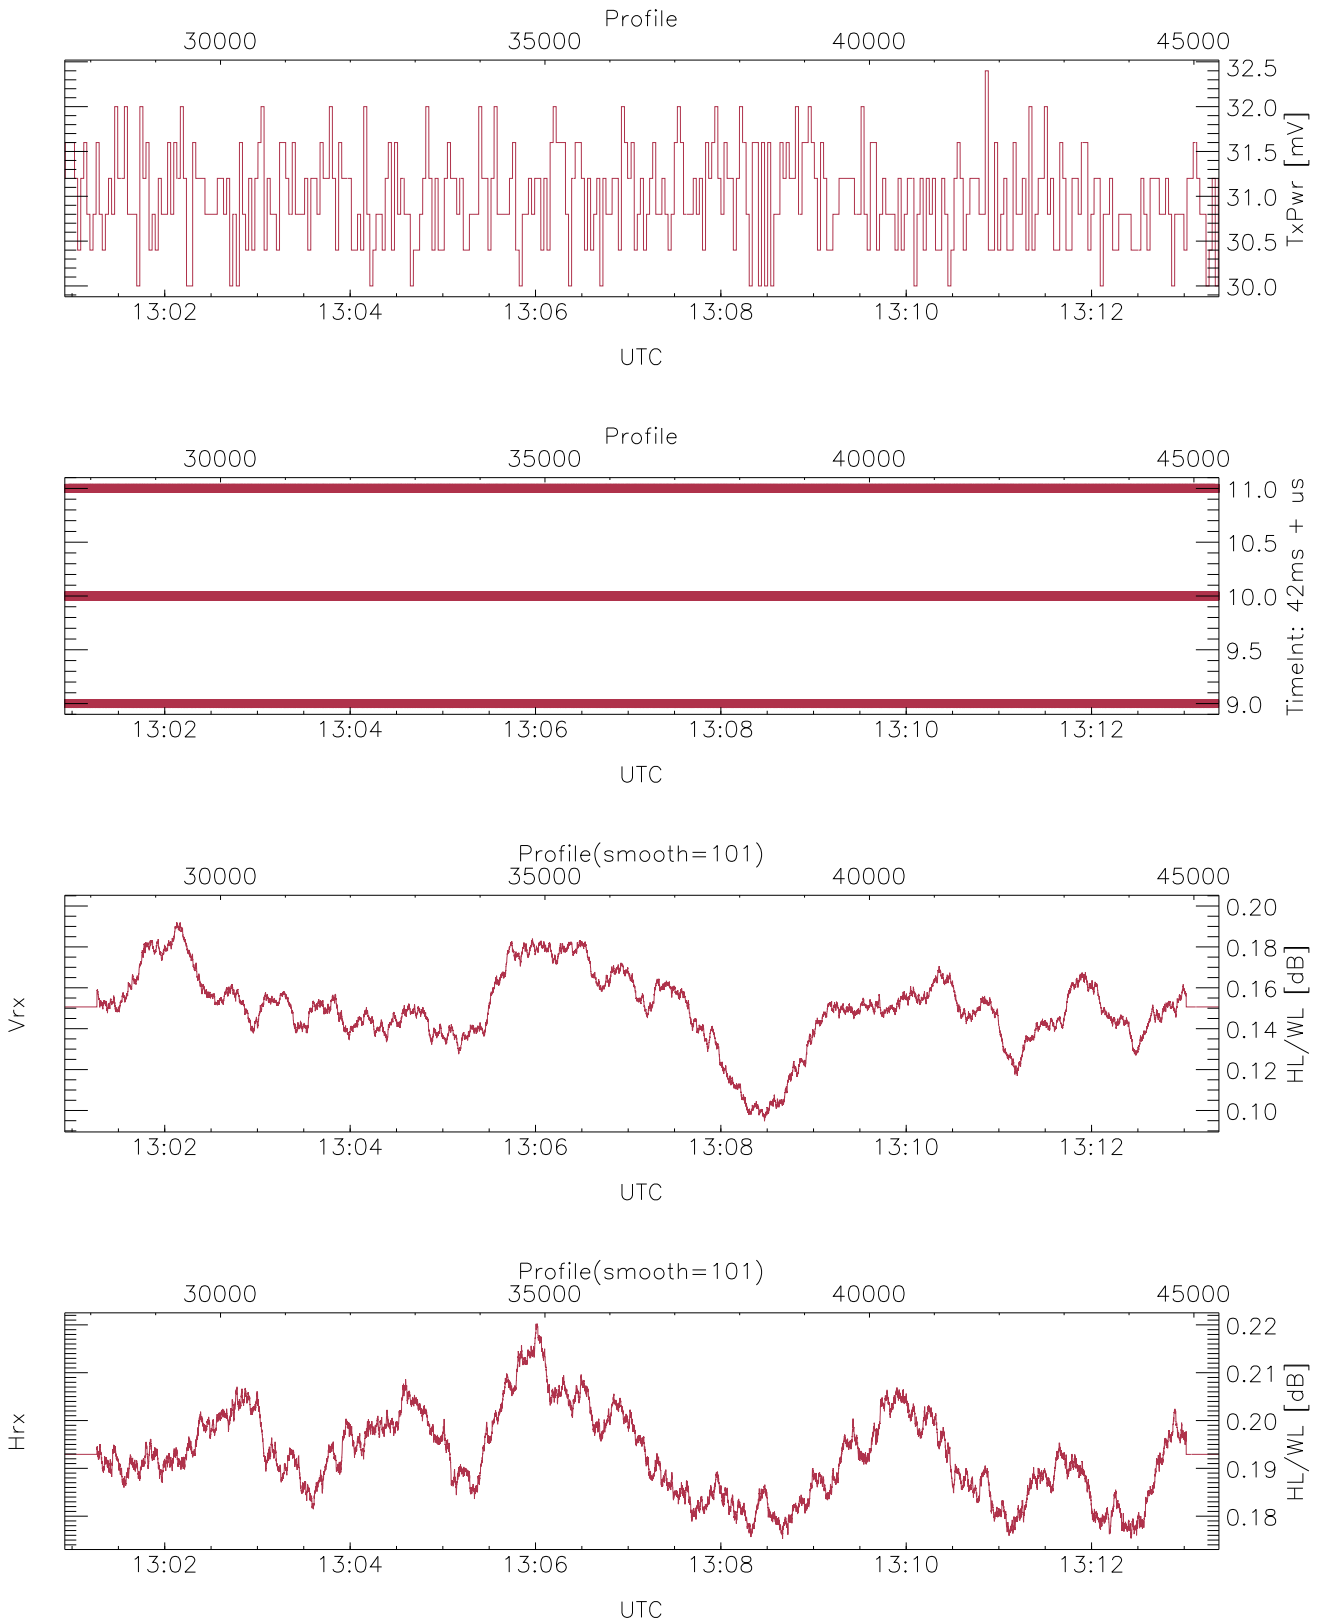 Profile
30000 35000 40000 45000
32.5
32.0
31.5
31.0
30.5
30.0
TxPwr [mV]
13:02 13:04 13:06 13:08 13:10 13:12
UTC
Profile
30000 35000 40000 45000
11.0
10.5
10.0
9.5
9.0
TimeInt: 42ms + us
13:02 13:04 13:06 13:08 13:10 13:12
UTC
Profile(smooth=101)
30000 35000 40000 45000
Vrx
0.20
0.18
0.16
0.14
0.12
0.10
HL/WL [dB]
13:02 13:04 13:06 13:08 13:10 13:12
UTC
Profile(smooth=101)
30000 35000 40000 45000
Hrx
0.22
0.21
0.20
0.19
0.18
HL/WL [dB]
13:02 13:04 13:06 13:08 13:10 13:12
UTC